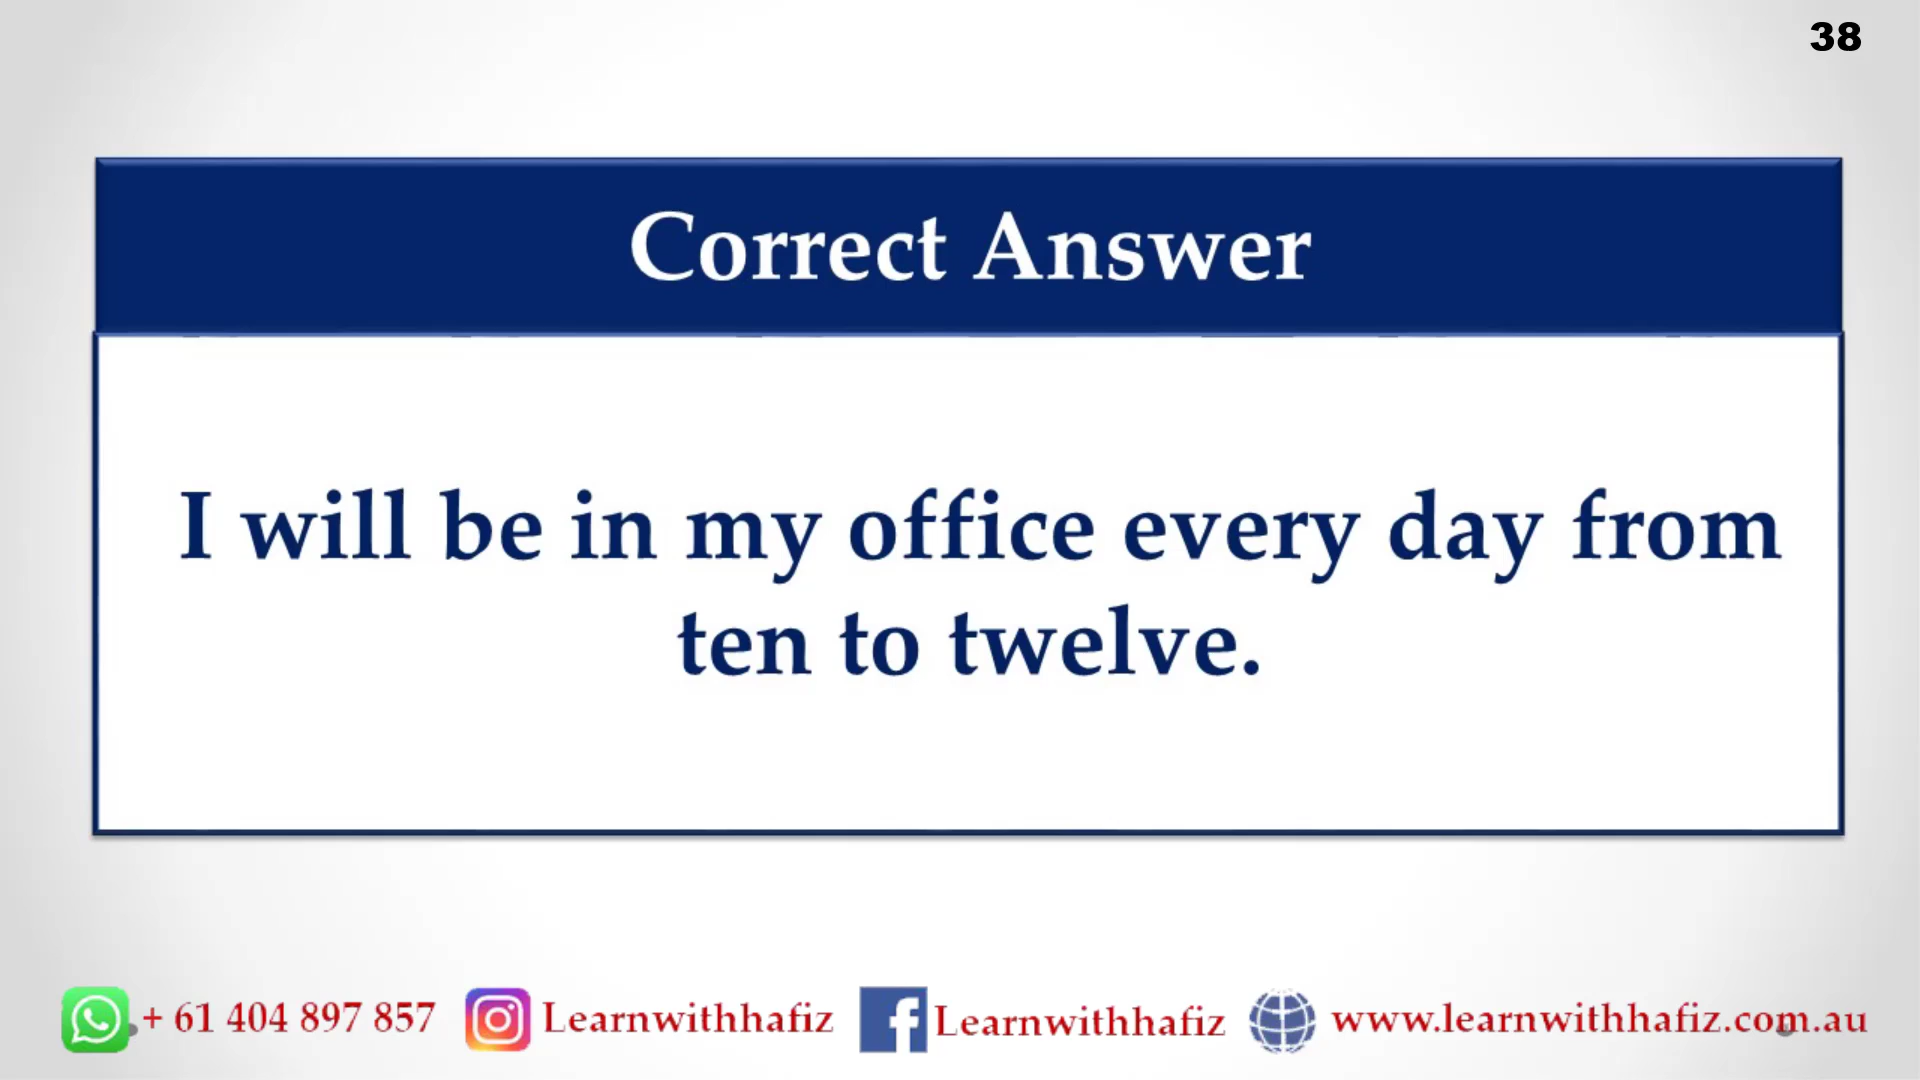 38
Correct Answer
I will be in my office every day from
ten to twelve.
+ 61 404 897 857 Learnwithhafiz Learnwithhafiz www.learnwithhafiz.com.au